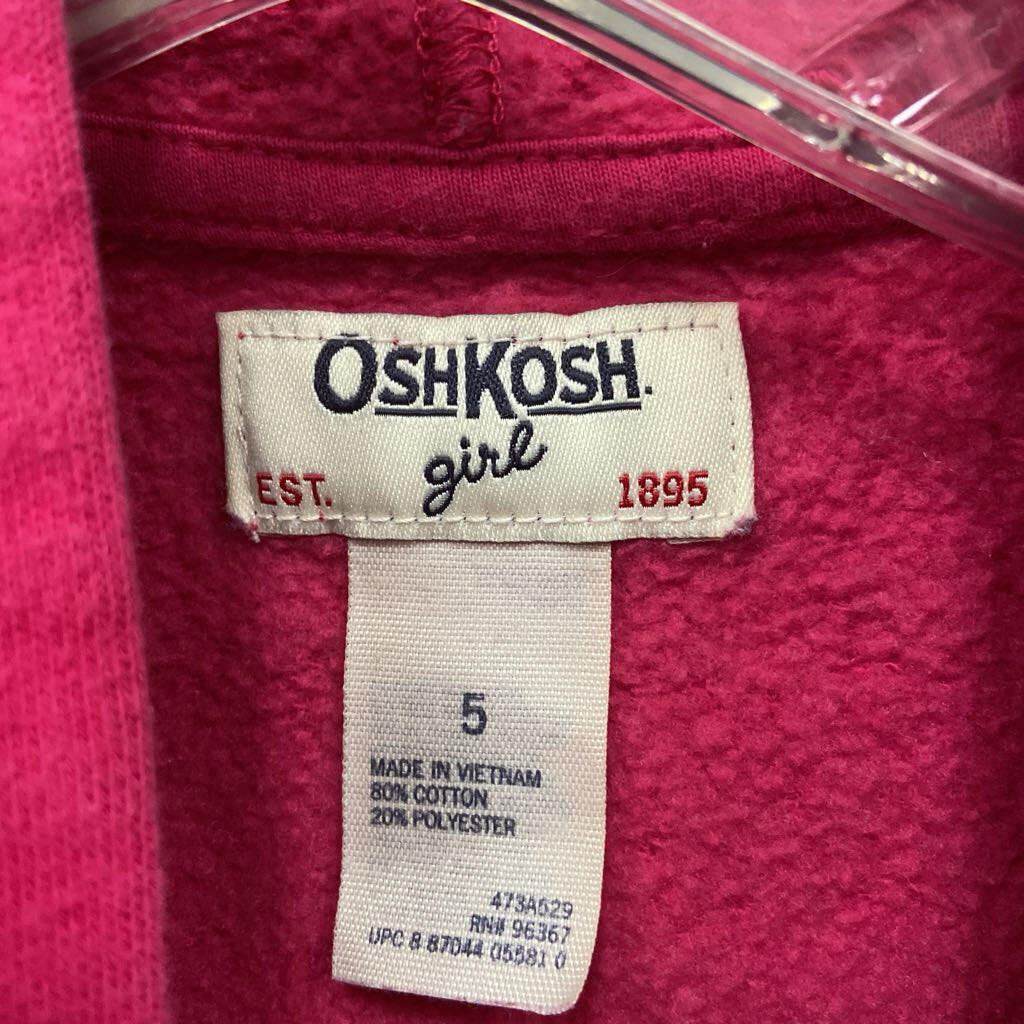 OSHKOSH.
girl
EST. 1895
5
MADE IN VIETNAM
80% COTTON
20% POLYESTER
473A529
RN# 96367
UPC 8 87044 05581 0